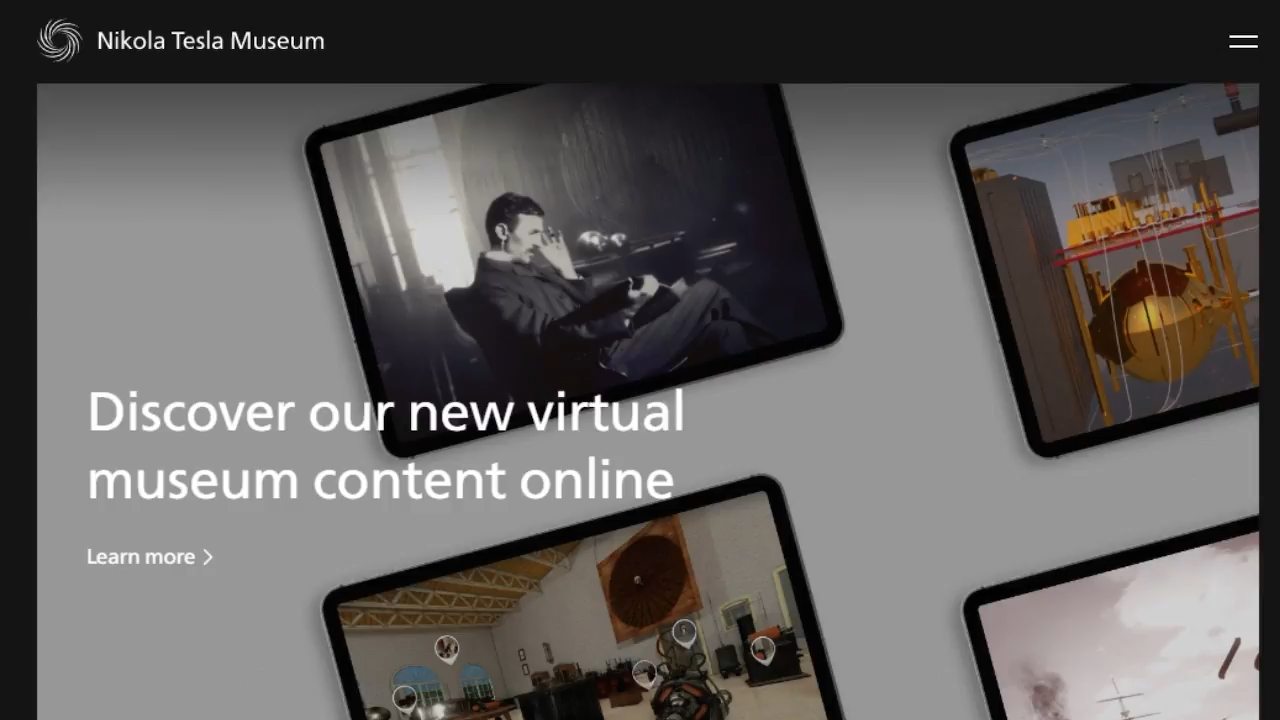 Nikola Tesla Museum
Discover our new virtual
museum content online
Learn more